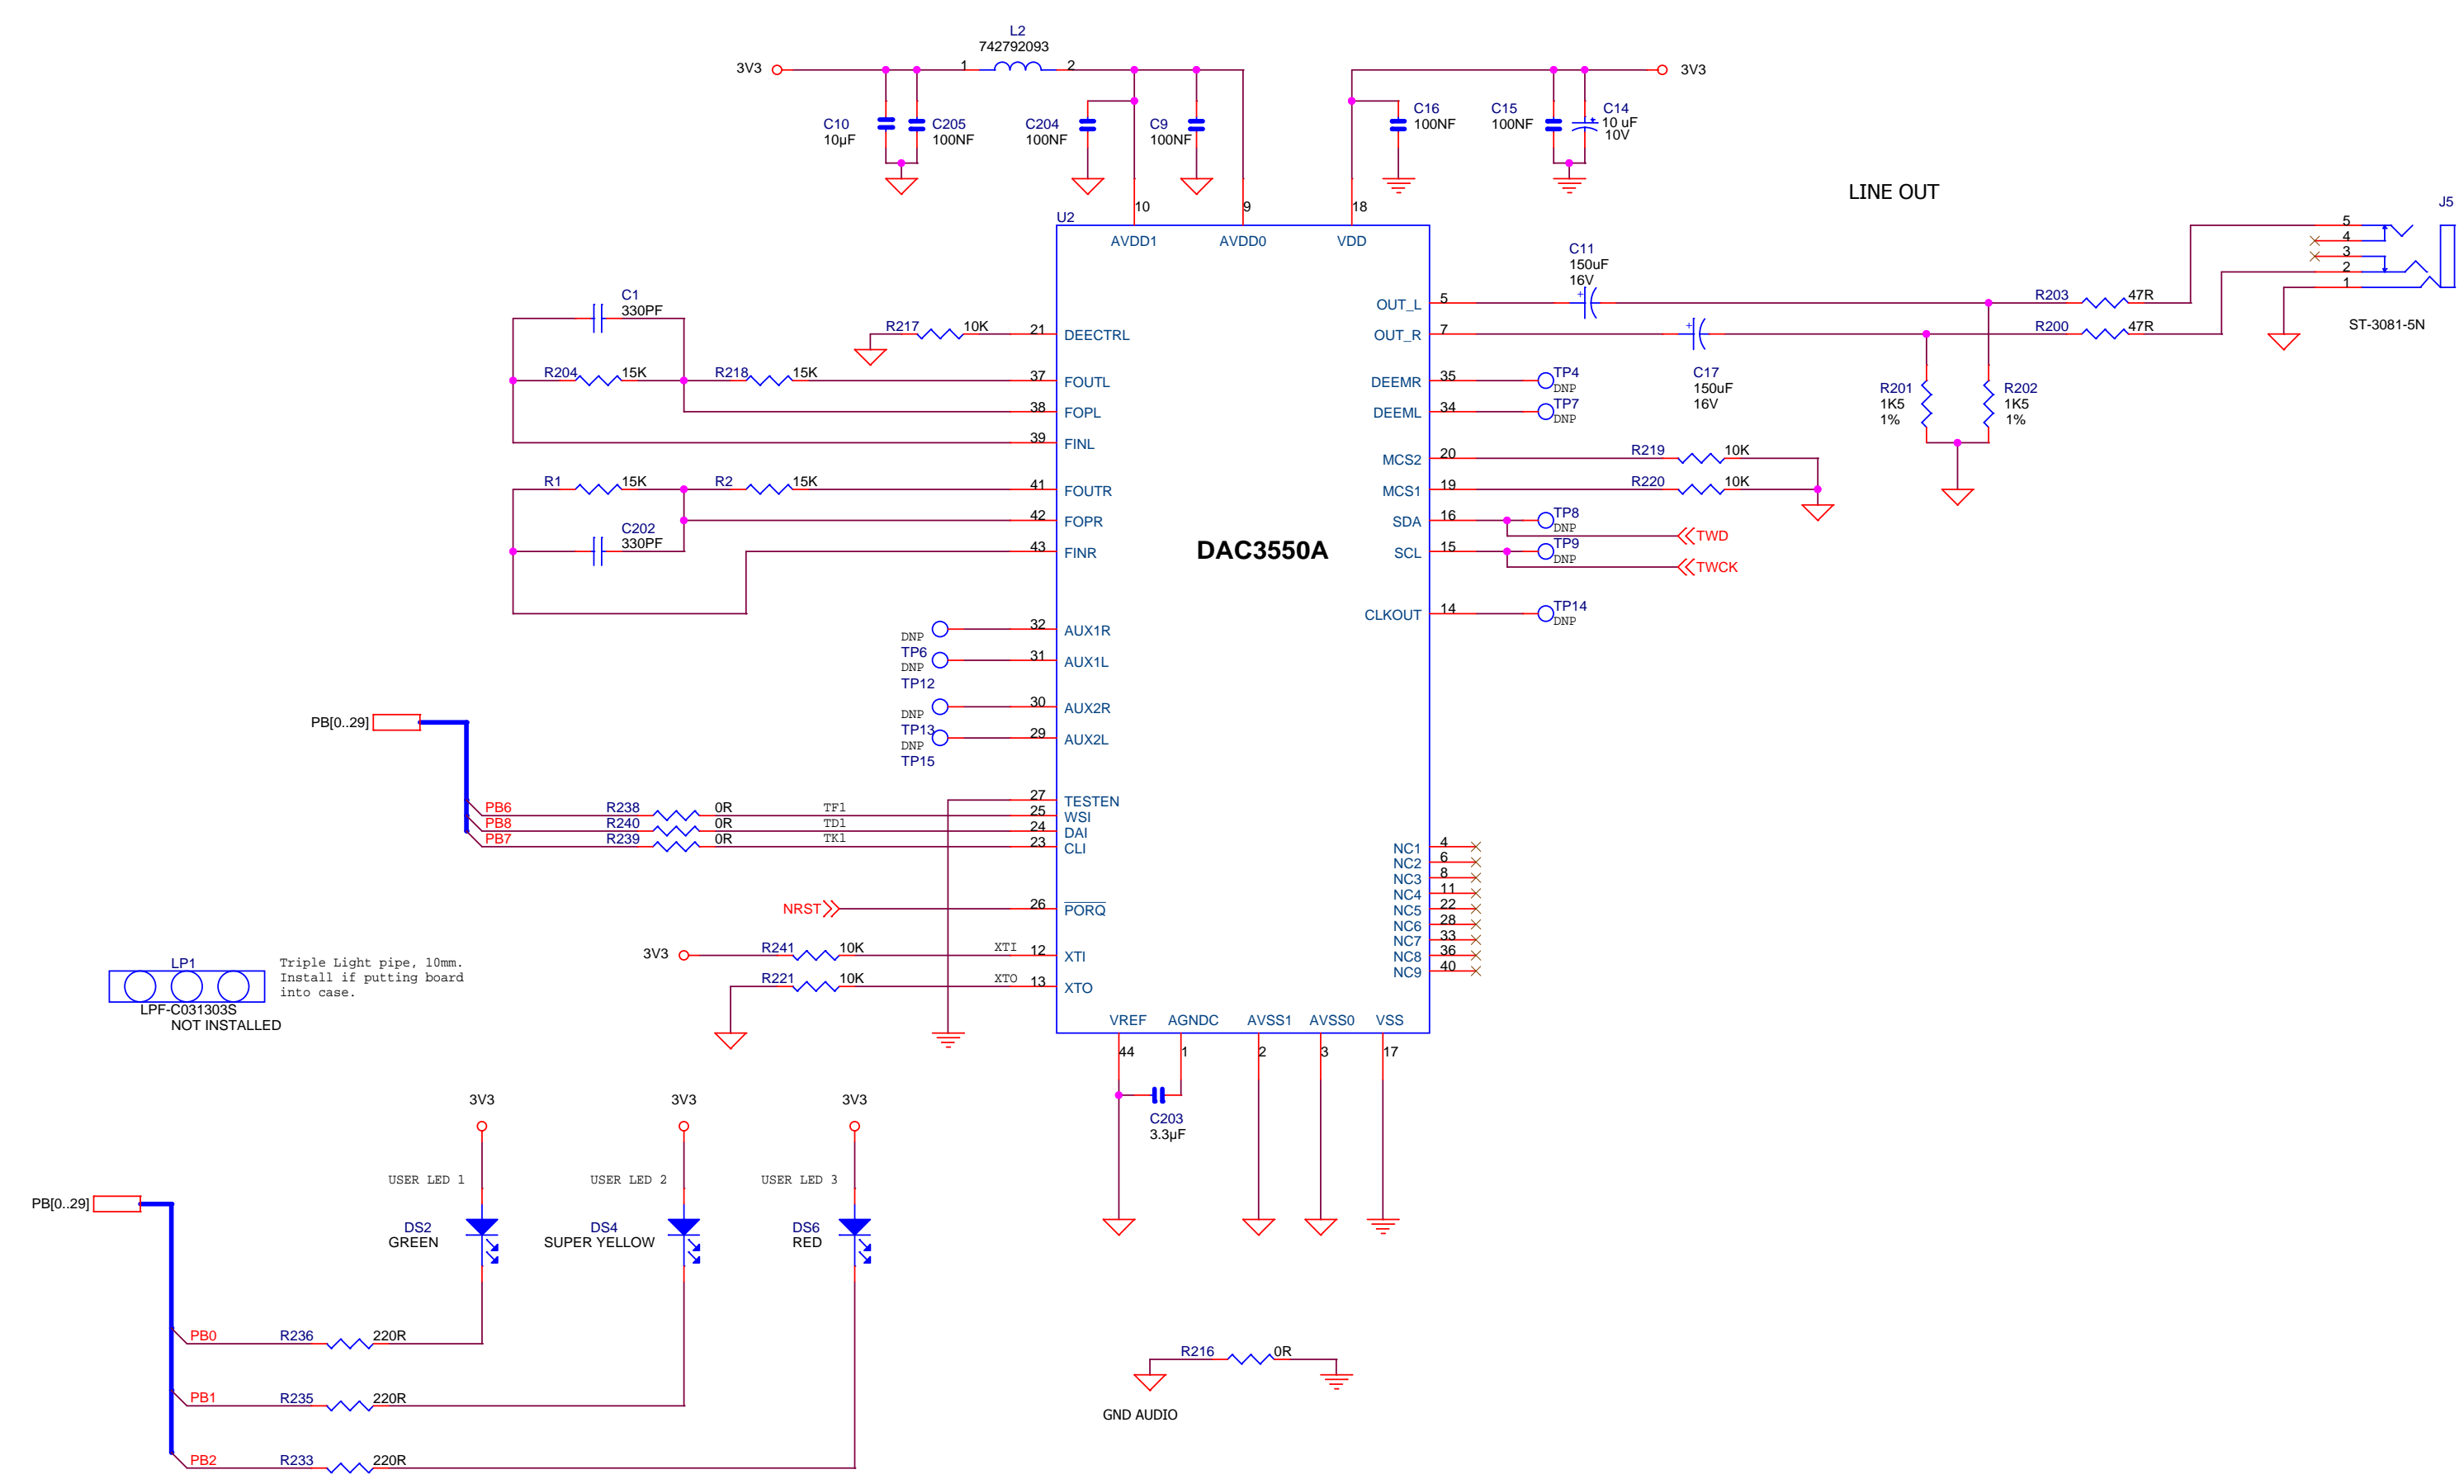 L2
742792093
3V3
1
2
3V3
C10
10µF
C205
100NF
C204
100NF
C9
100NF
C16
100NF
C15
100NF
C14
10 uF
10V
LINE OUT
J5
5
4
3
2
1
ST-3081-5N
U2
10
9
18
AVDD1
AVDD0
VDD
C11
150uF
16V
C17
150uF
16V
R203
47R
R200
47R
R201
1K5
1%
R202
1K5
1%
C1
330PF
R217
10K
R204
15K
R218
15K
R1
15K
R2
15K
C202
330PF
21
DEECTRL
37
FOUTL
38
FOPL
39
FINL
41
FOUTR
42
FOPR
43
FINR
DAC3550A
OUT_L
5
OUT_R
7
DEEMR
35
TP4
DNP
DEEML
34
TP7
DNP
MCS2
20
R219
10K
MCS1
19
R220
10K
SDA
16
TP8
DNP
TWD
SCL
15
TP9
DNP
TWCK
CLKOUT
14
TP14
DNP
DNP
TP6
32
AUX1R
DNP
TP12
31
AUX1L
DNP
TP13
30
AUX2R
DNP
TP15
29
AUX2L
PB[0..29]
27
TESTEN
PB6
R238
0R
TF1
25
WSI
PB8
R240
0R
TD1
24
DAI
PB7
R239
0R
TK1
23
CLI
NC1
4
NC2
6
NC3
8
NC4
11
NC5
22
NC6
28
NC7
33
NC8
36
NC9
40
NRST
26
PORQ
3V3
R241
10K
XTI
12
XTI
R221
10K
XTO
13
XTO
LP1
LPF-C031303S
NOT INSTALLED
Triple Light pipe, 10mm.
Install if putting board
into case.
VREF
AGNDC
AVSS1
AVSS0
VSS
44
1
2
3
17
C203
3.3µF
3V3
3V3
3V3
USER LED 1
USER LED 2
USER LED 3
PB[0..29]
DS2
GREEN
DS4
SUPER YELLOW
DS6
RED
PB0
R236
220R
PB1
R235
220R
PB2
R233
220R
R216
0R
GND AUDIO